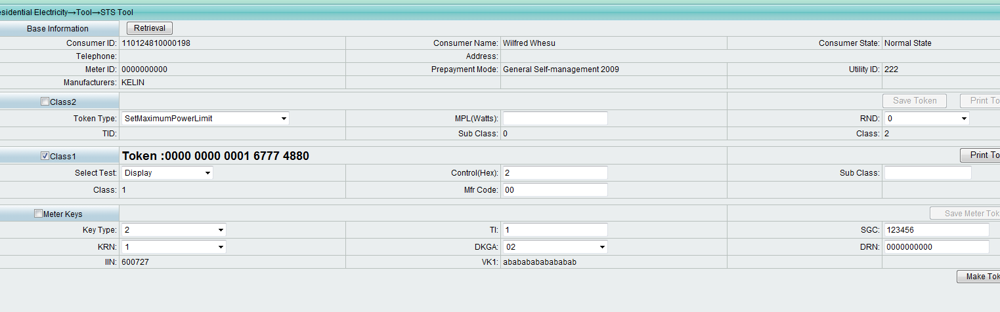 esidential Electricity→Tool→STS Tool
Base Information Retrieval
Consumer ID: 110124810000198 Consumer Name: Wilfred Whesu Consumer State: Normal State
Telephone: Address:
Meter ID: 0000000000 Prepayment Mode: General Self-management 2009 Utility ID: 222
Manufacturers: KELIN
Class2 Save Token Print To
Token Type: SetMaximumPowerLimit MPL(Watts): RND: 0
TID: Sub Class: 0 Class: 2
Class1 Token :0000 0000 0001 6777 4880 Print To
Select Test: Display Control(Hex): 2 Sub Class:
Class: 1 Mfr Code: 00
Meter Keys Save Meter Tok
Key Type: 2 TI: 1 SGC: 123456
KRN: 1 DKGA: 02 DRN: 0000000000
IIN: 600727 VK1: abababababababab
Make Tok